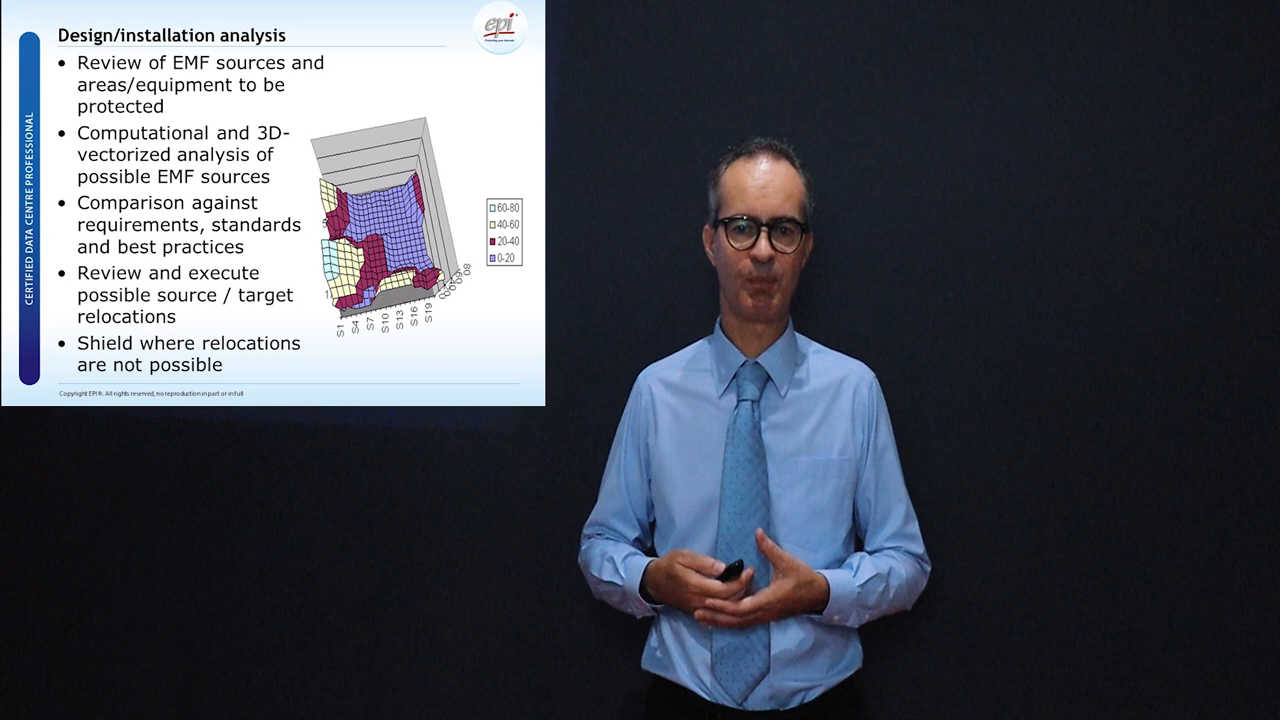 epi
Design/installation analysis
• Review of EMF sources and
areas/equipment to be
protected
• Computational and 3D-
vectorized analysis of
possible EMF sources
• Comparison against
requirements, standards
and best practices
• Review and execute
possible source / target
relocations
• Shield where relocations
are not possible
60-80
40-60
20-40
0-20
S1
S4
S7
S10
S13
S16
S19
CERTIFIED DATA CENTRE PROFESSIONAL
Copyright EPI®. All rights reserved, no reproduction in part or in full